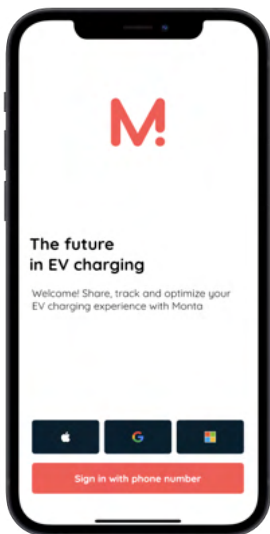 M!
The future
in EV charging
Welcome! Share, track and optimize your
EV charging experience with Monta
G
Sign in with phone number